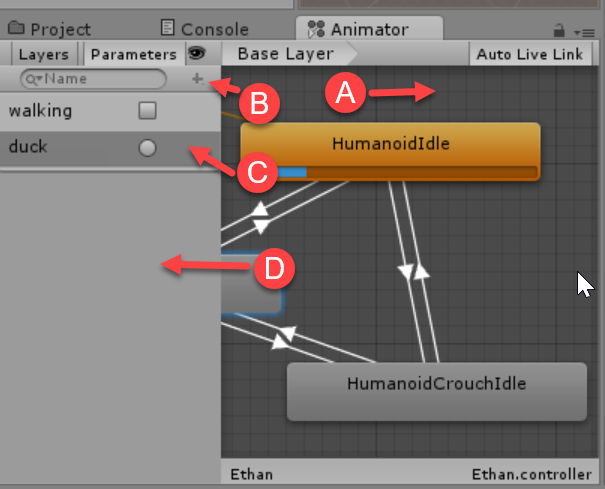 Project Console Animator
Layers Parameters Base Layer Auto Live Link
Name
A
B
walking
duck
HumanoidIdle
C
D
HumanoidCrouchIdle
Ethan Ethan.controller